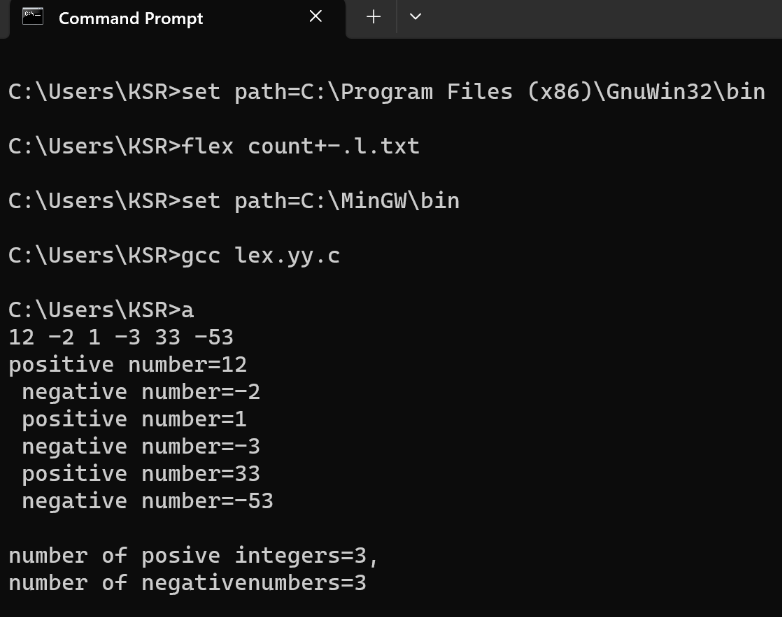 Command Prompt
C:\Users\KSR>set path=C:\Program Files (x86)\GnuWin32\bin
C:\Users\KSR>flex count+-.l.txt
C:\Users\KSR>set path=C:\MinGW\bin
C:\Users\KSR>gcc lex.yy.c
C:\Users\KSR>a
12 -2 1 -3 33 -53
positive number=12
 negative number=-2
 positive number=1
 negative number=-3
 positive number=33
 negative number=-53
number of posive integers=3,
number of negativenumbers=3